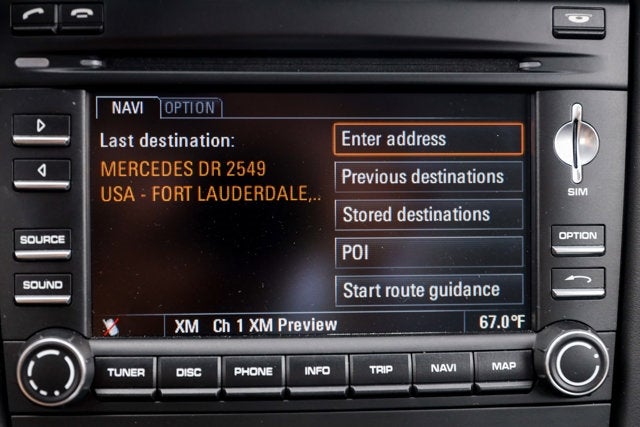 NAVI OPTION
Last destination:
MERCEDES DR 2549
USA - FORT LAUDERDALE,..
Enter address
Previous destinations
Stored destinations
POI
Start route guidance
XM Ch 1 XM Preview 67.0°F
SOURCE
SOUND
SIM
OPTION
TUNER DISC PHONE INFO TRIP NAVI MAP